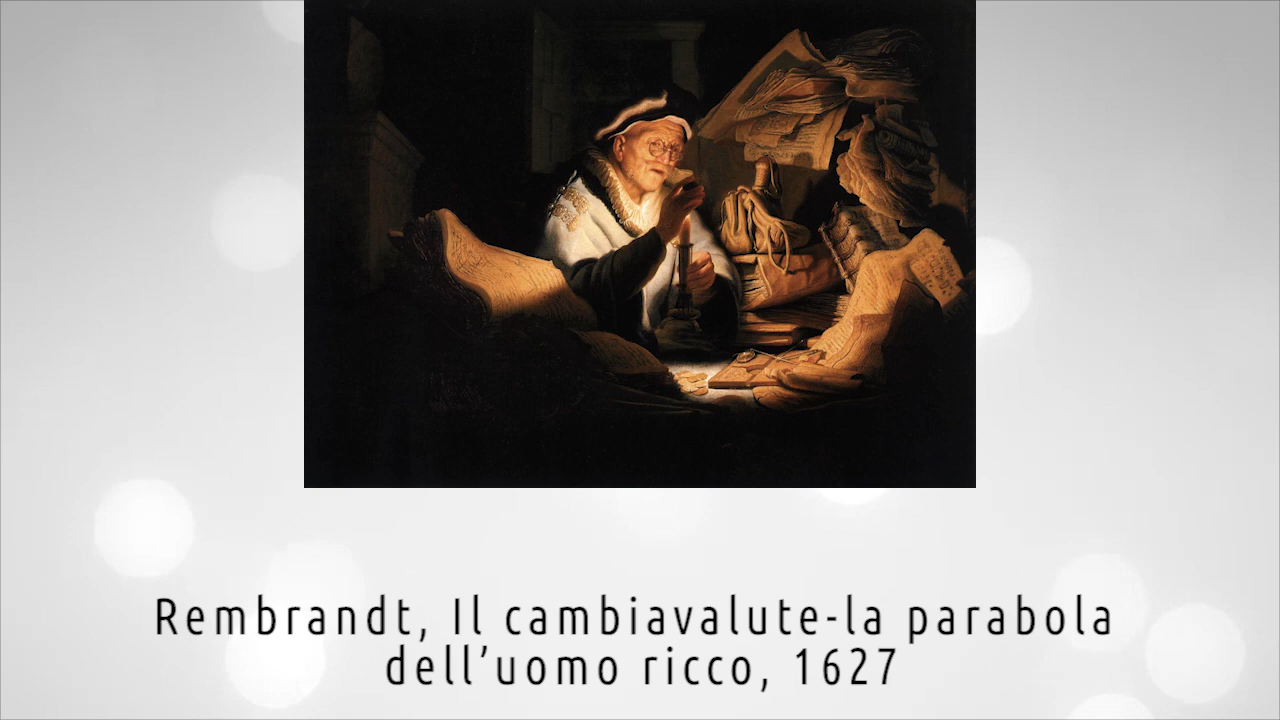 Rembrandt, Il cambiavalute-la parabola
dell’uomo ricco, 1627